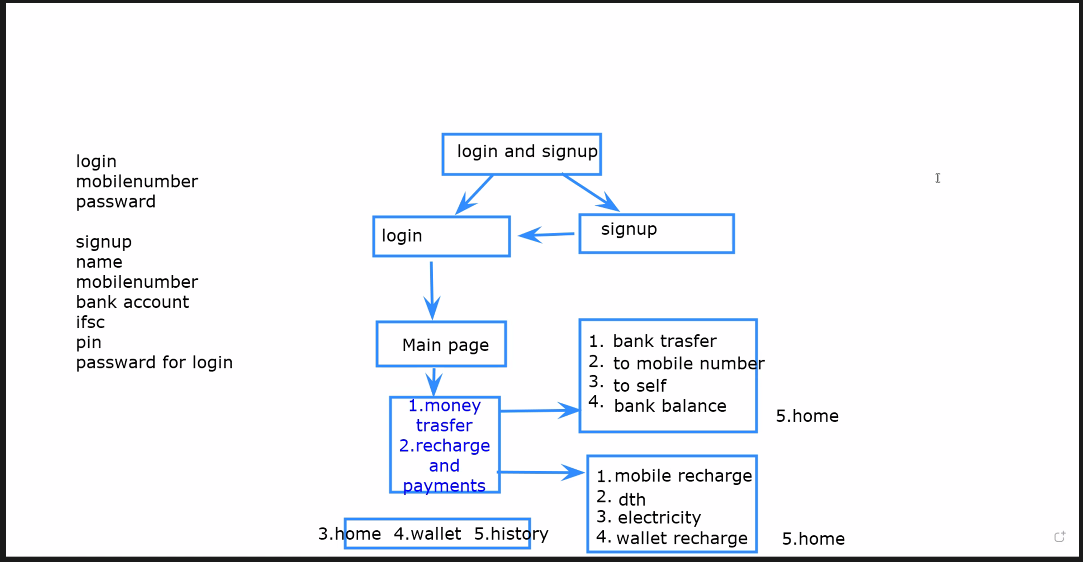 login and signup
login
mobilenumber
passward
signup
name
mobilenumber
bank account
ifsc
pin
passward for login
login
signup
Main page
1.money
trasfer
2.recharge
and
payments
1. bank trasfer
2. to mobile number
3. to self
4. bank balance
5.home
1. mobile recharge
2. dth
3. electricity
4. wallet recharge
5.home
3.home 4.wallet 5.history